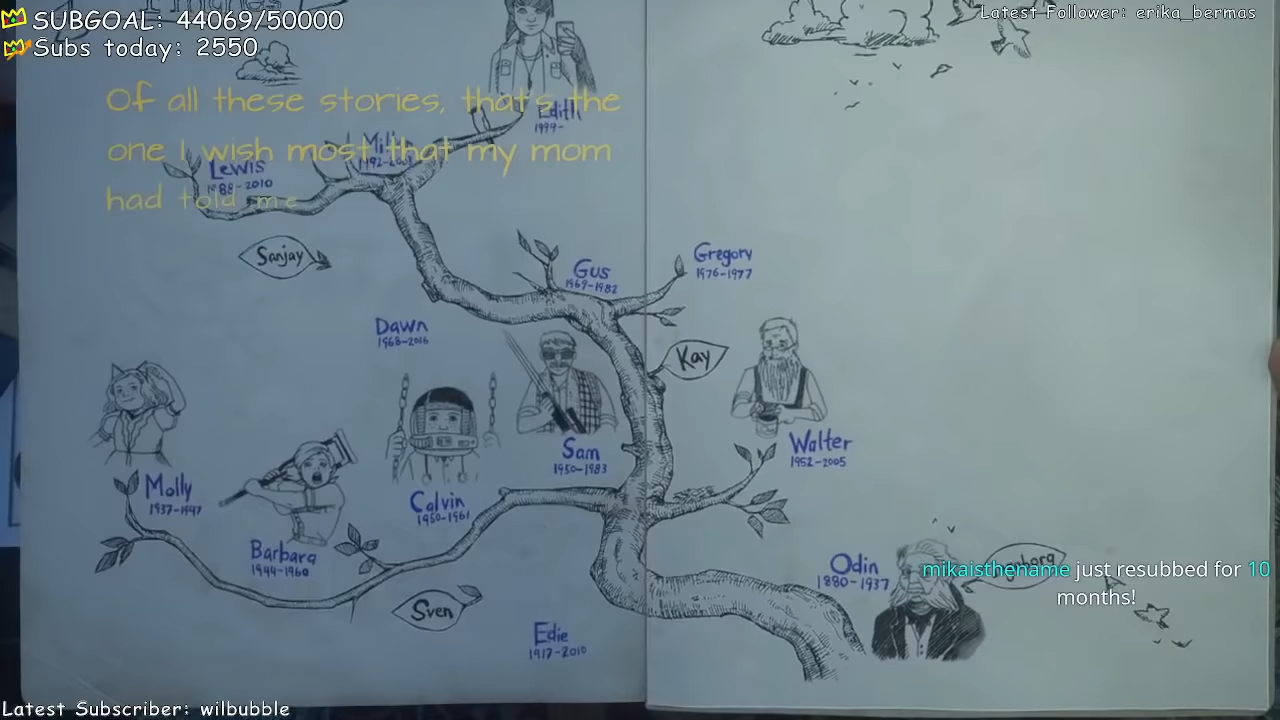 SUBGOAL: 44069/50000
Subs today: 2550
Latest Follower: erika_bermas
Of all these stories, that's the
one I wish most that my mom
had told me
Edith
1999-
Lewis
1988-2010
Sanjay
Gus
1969-1982
Gregory
1976-1977
Dawn
1968-2016
Kay
Sam
1950-1983
Walter
1952-2005
Molly
1937-1947
Calvin
1950-1961
Barbara
1944-1960
Odin
1880-1937
mikaisthename just resubbed for 10
months!
Sven
Edie
1917-2010
Latest Subscriber: wilbubble